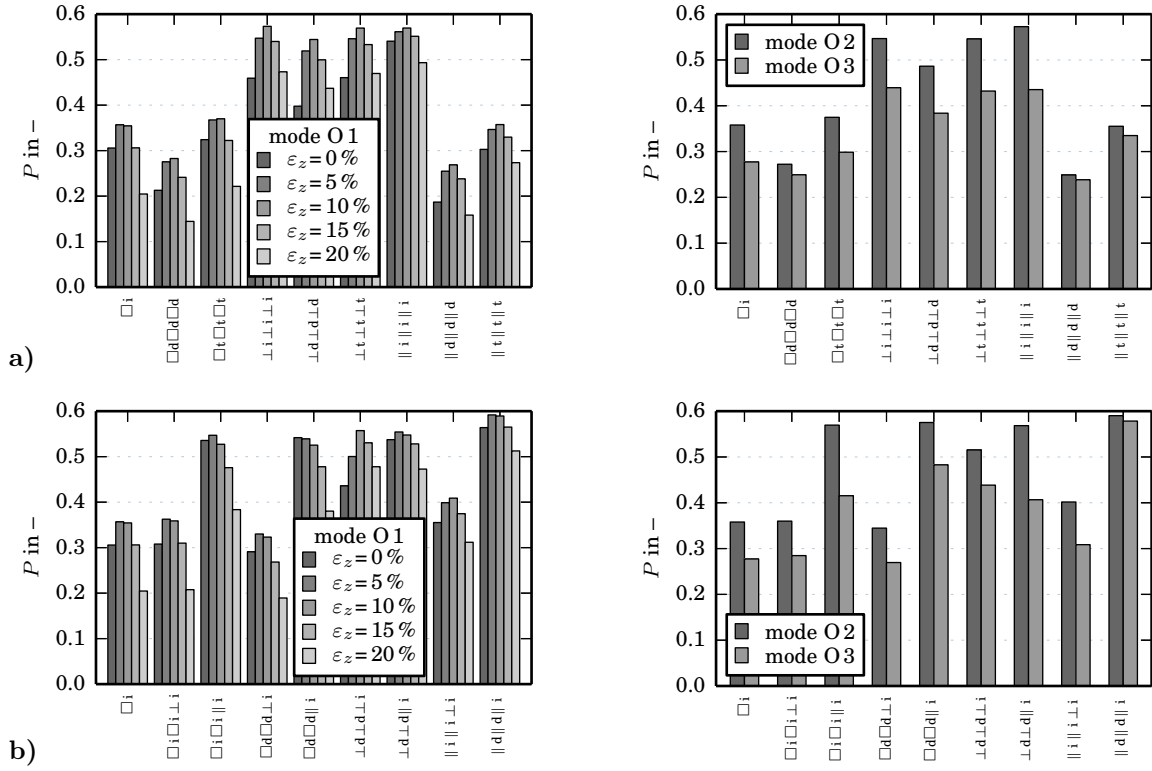 0.6
0.5
0.4
0.3
0.2
0.1
0.0
P in −
mode O 1
ε_z = 0 %
ε_z = 5 %
ε_z = 10 %
ε_z = 15 %
ε_z = 20 %
□ i
□d□d□d
□t□t□t
⊥ i ⊥ i ⊥ i
⊥d⊥d⊥d
⊥t⊥t⊥t
∥ i ∥ i ∥ i
∥d∥d∥d
∥t∥t∥t
a)
0.6
0.5
0.4
0.3
0.2
0.1
0.0
P in −
mode O 2
mode O 3
□ i
□d□d□d
□t□t□t
⊥ i ⊥ i ⊥ i
⊥d⊥d⊥d
⊥t⊥t⊥t
∥ i ∥ i ∥ i
∥d∥d∥d
∥t∥t∥t
0.6
0.5
0.4
0.3
0.2
0.1
0.0
P in −
mode O 1
ε_z = 0 %
ε_z = 5 %
ε_z = 10 %
ε_z = 15 %
ε_z = 20 %
□ i
□ i □ i ⊥ i
□ i □ i ∥ i
□d□d⊥ i
□d□d∥ i
⊥d⊥d⊥ i
⊥d⊥d∥ i
∥ i ∥ i ⊥ i
∥d∥d∥ i
b)
0.6
0.5
0.4
0.3
0.2
0.1
0.0
P in −
mode O 2
mode O 3
□ i
□ i □ i ⊥ i
□ i □ i ∥ i
□d□d⊥ i
□d□d∥ i
⊥d⊥d⊥ i
⊥d⊥d∥ i
∥ i ∥ i ⊥ i
∥d∥d∥ i